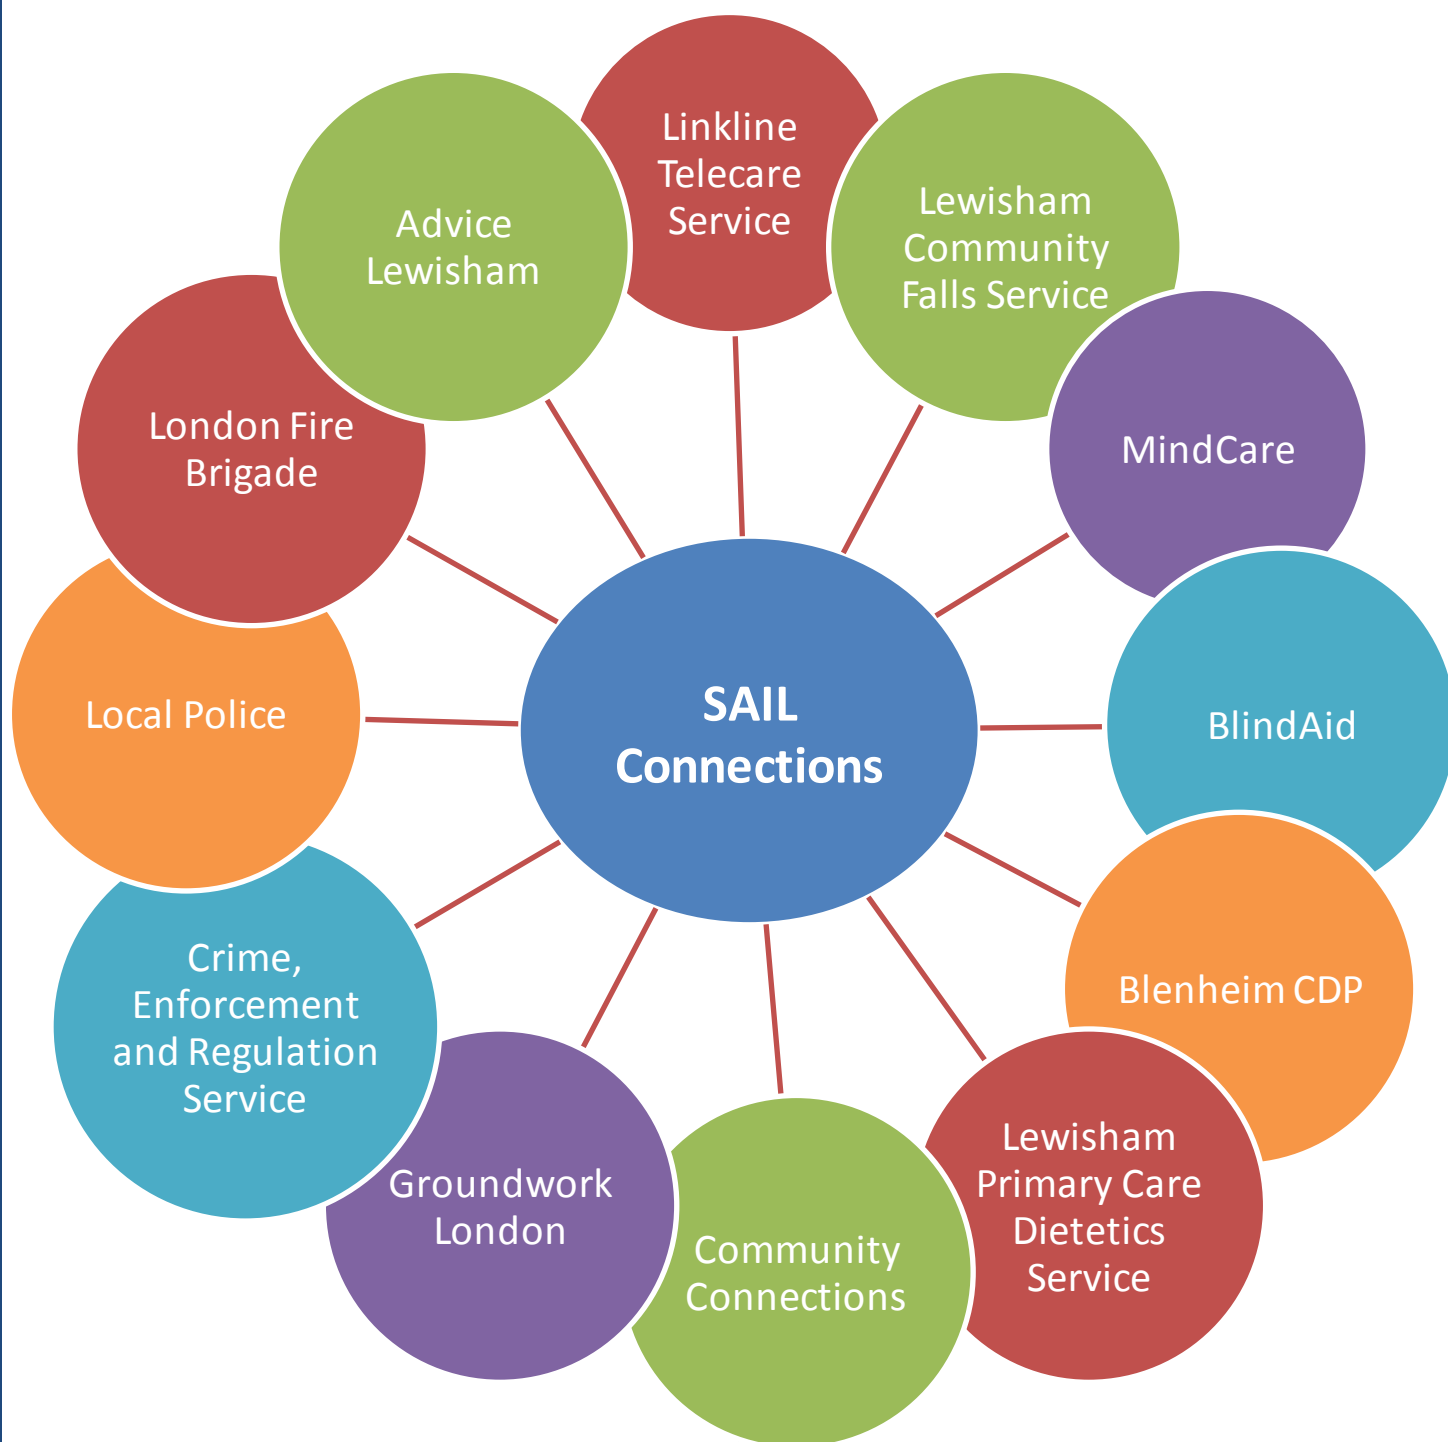 Linkline
Telecare
Service
Lewisham
Community
Falls Service
MindCare
BlindAid
Blenheim CDP
Lewisham
Primary Care
Dietetics
Service
Community
Connections
Groundwork
London
Crime,
Enforcement
and Regulation
Service
Local Police
London Fire
Brigade
Advice
Lewisham
SAIL
Connections